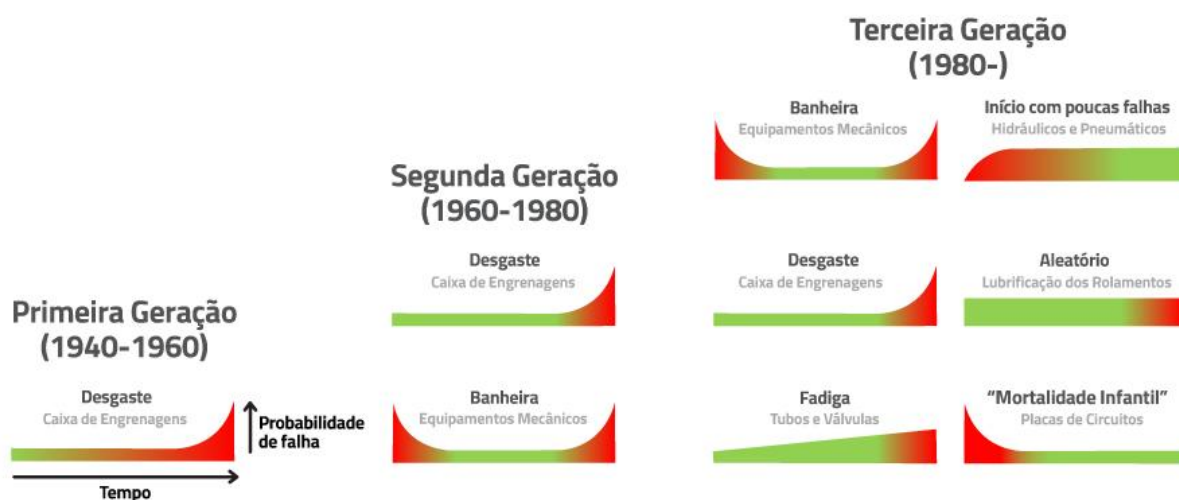 Primeira Geração
(1940-1960)
Desgaste
Caixa de Engrenagens
Probabilidade
de falha
Tempo
Segunda Geração
(1960-1980)
Desgaste
Caixa de Engrenagens
Banheira
Equipamentos Mecânicos
Terceira Geração
(1980-)
Banheira
Equipamentos Mecânicos
Início com poucas falhas
Hidráulicos e Pneumáticos
Desgaste
Caixa de Engrenagens
Aleatório
Lubrificação dos Rolamentos
Fadiga
Tubos e Válvulas
“Mortalidade Infantil”
Placas de Circuitos